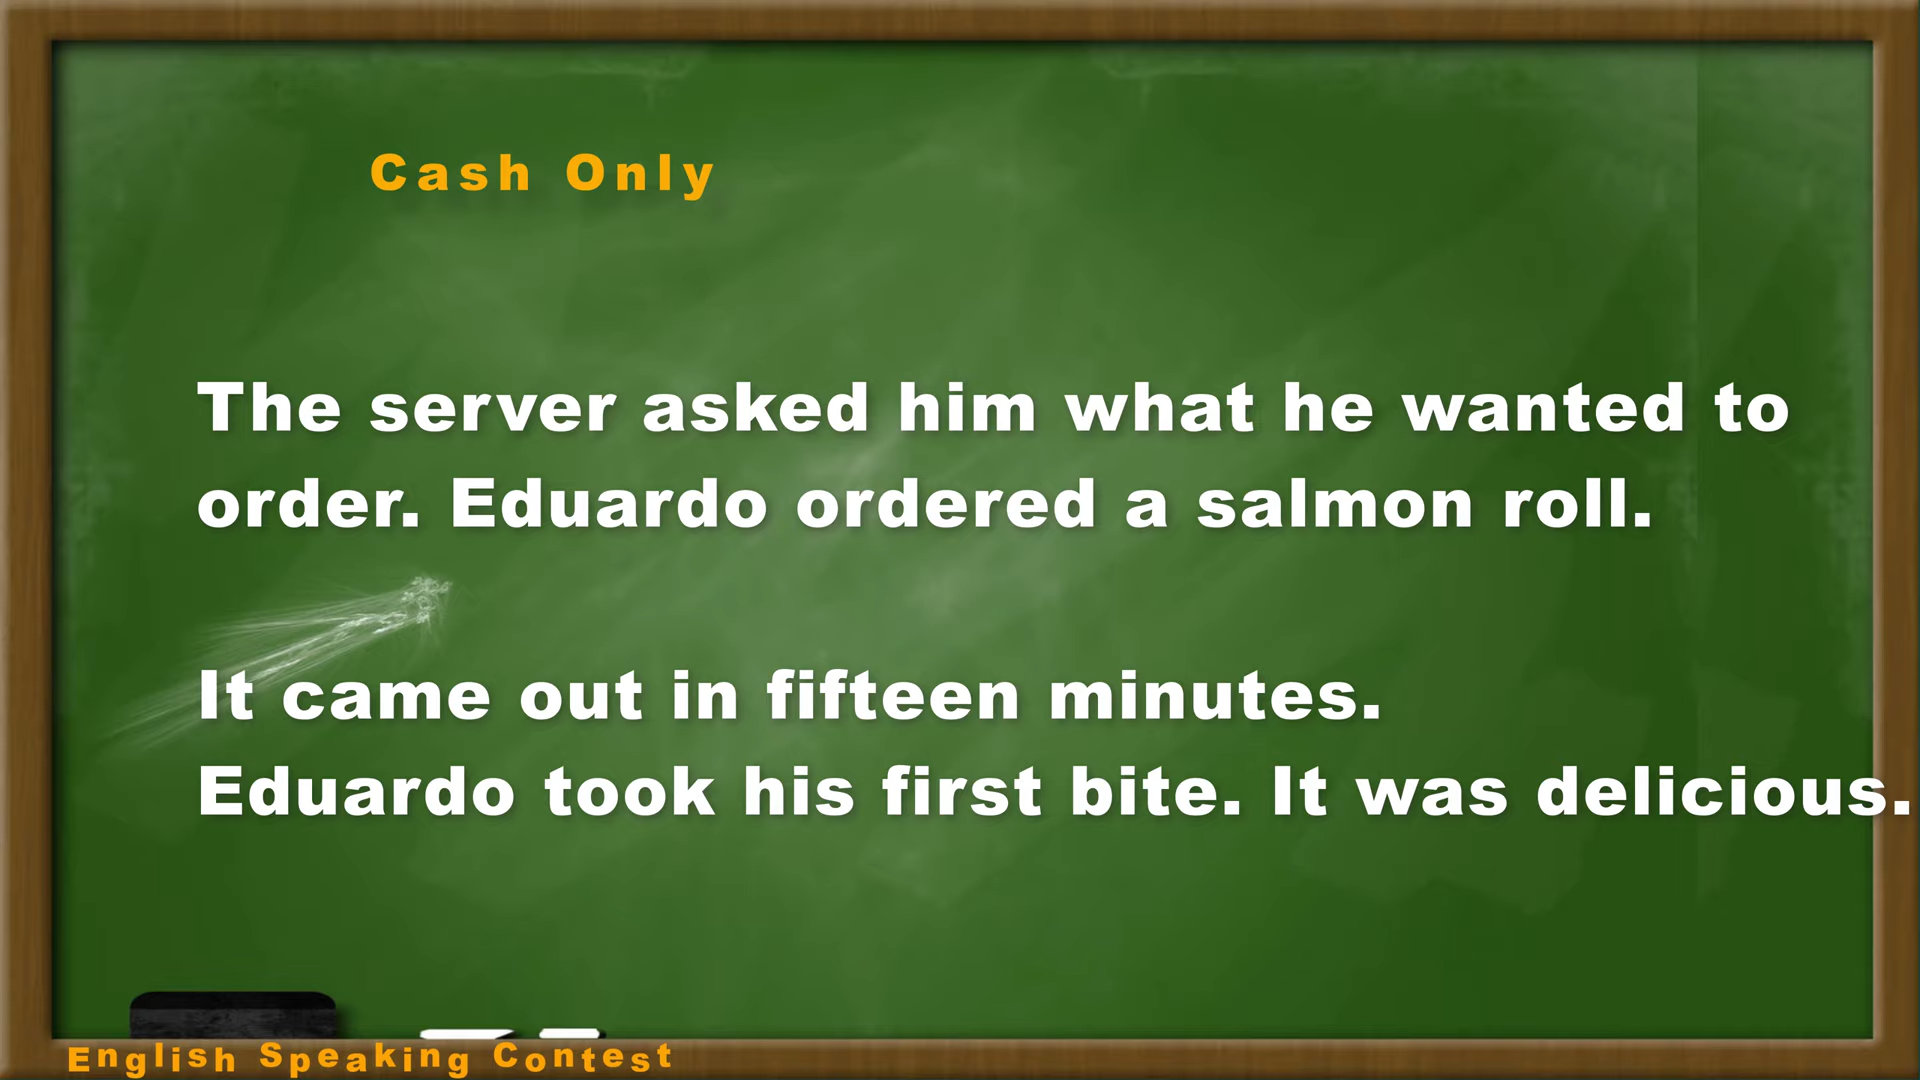 Cash Only
The server asked him what he wanted to
order. Eduardo ordered a salmon roll.
It came out in fifteen minutes.
Eduardo took his first bite. It was delicious.
English Speaking Contest